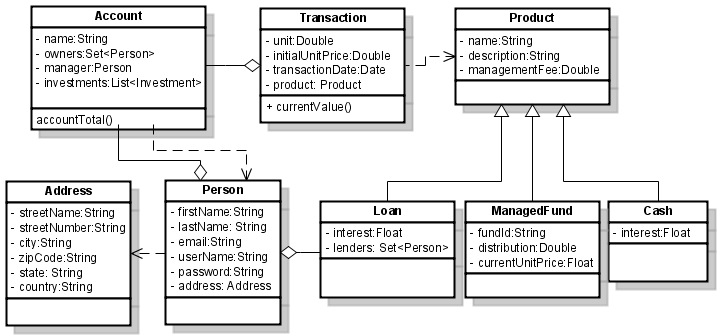 Account
- name:String
- owners:Set<Person>
- manager:Person
- investments:List<Investment>
accountTotal()
Transaction
- unit:Double
- initialUnitPrice:Double
- transactionDate:Date
- product: Product
+ currentValue()
Product
- name:String
- description:String
- managementFee:Double
Address
- streetName:String
- streetNumber:String
- city:String
- zipCode:String
- state: String
- country:String
Person
- firstName:String
- lastName: String
- email:String
- userName:String
- password:String
- address: Address
Loan
- interest:Float
- lenders: Set<Person>
ManagedFund
- fundId:String
- distribution:Double
- currentUnitPrice:Float
Cash
- interest:Float